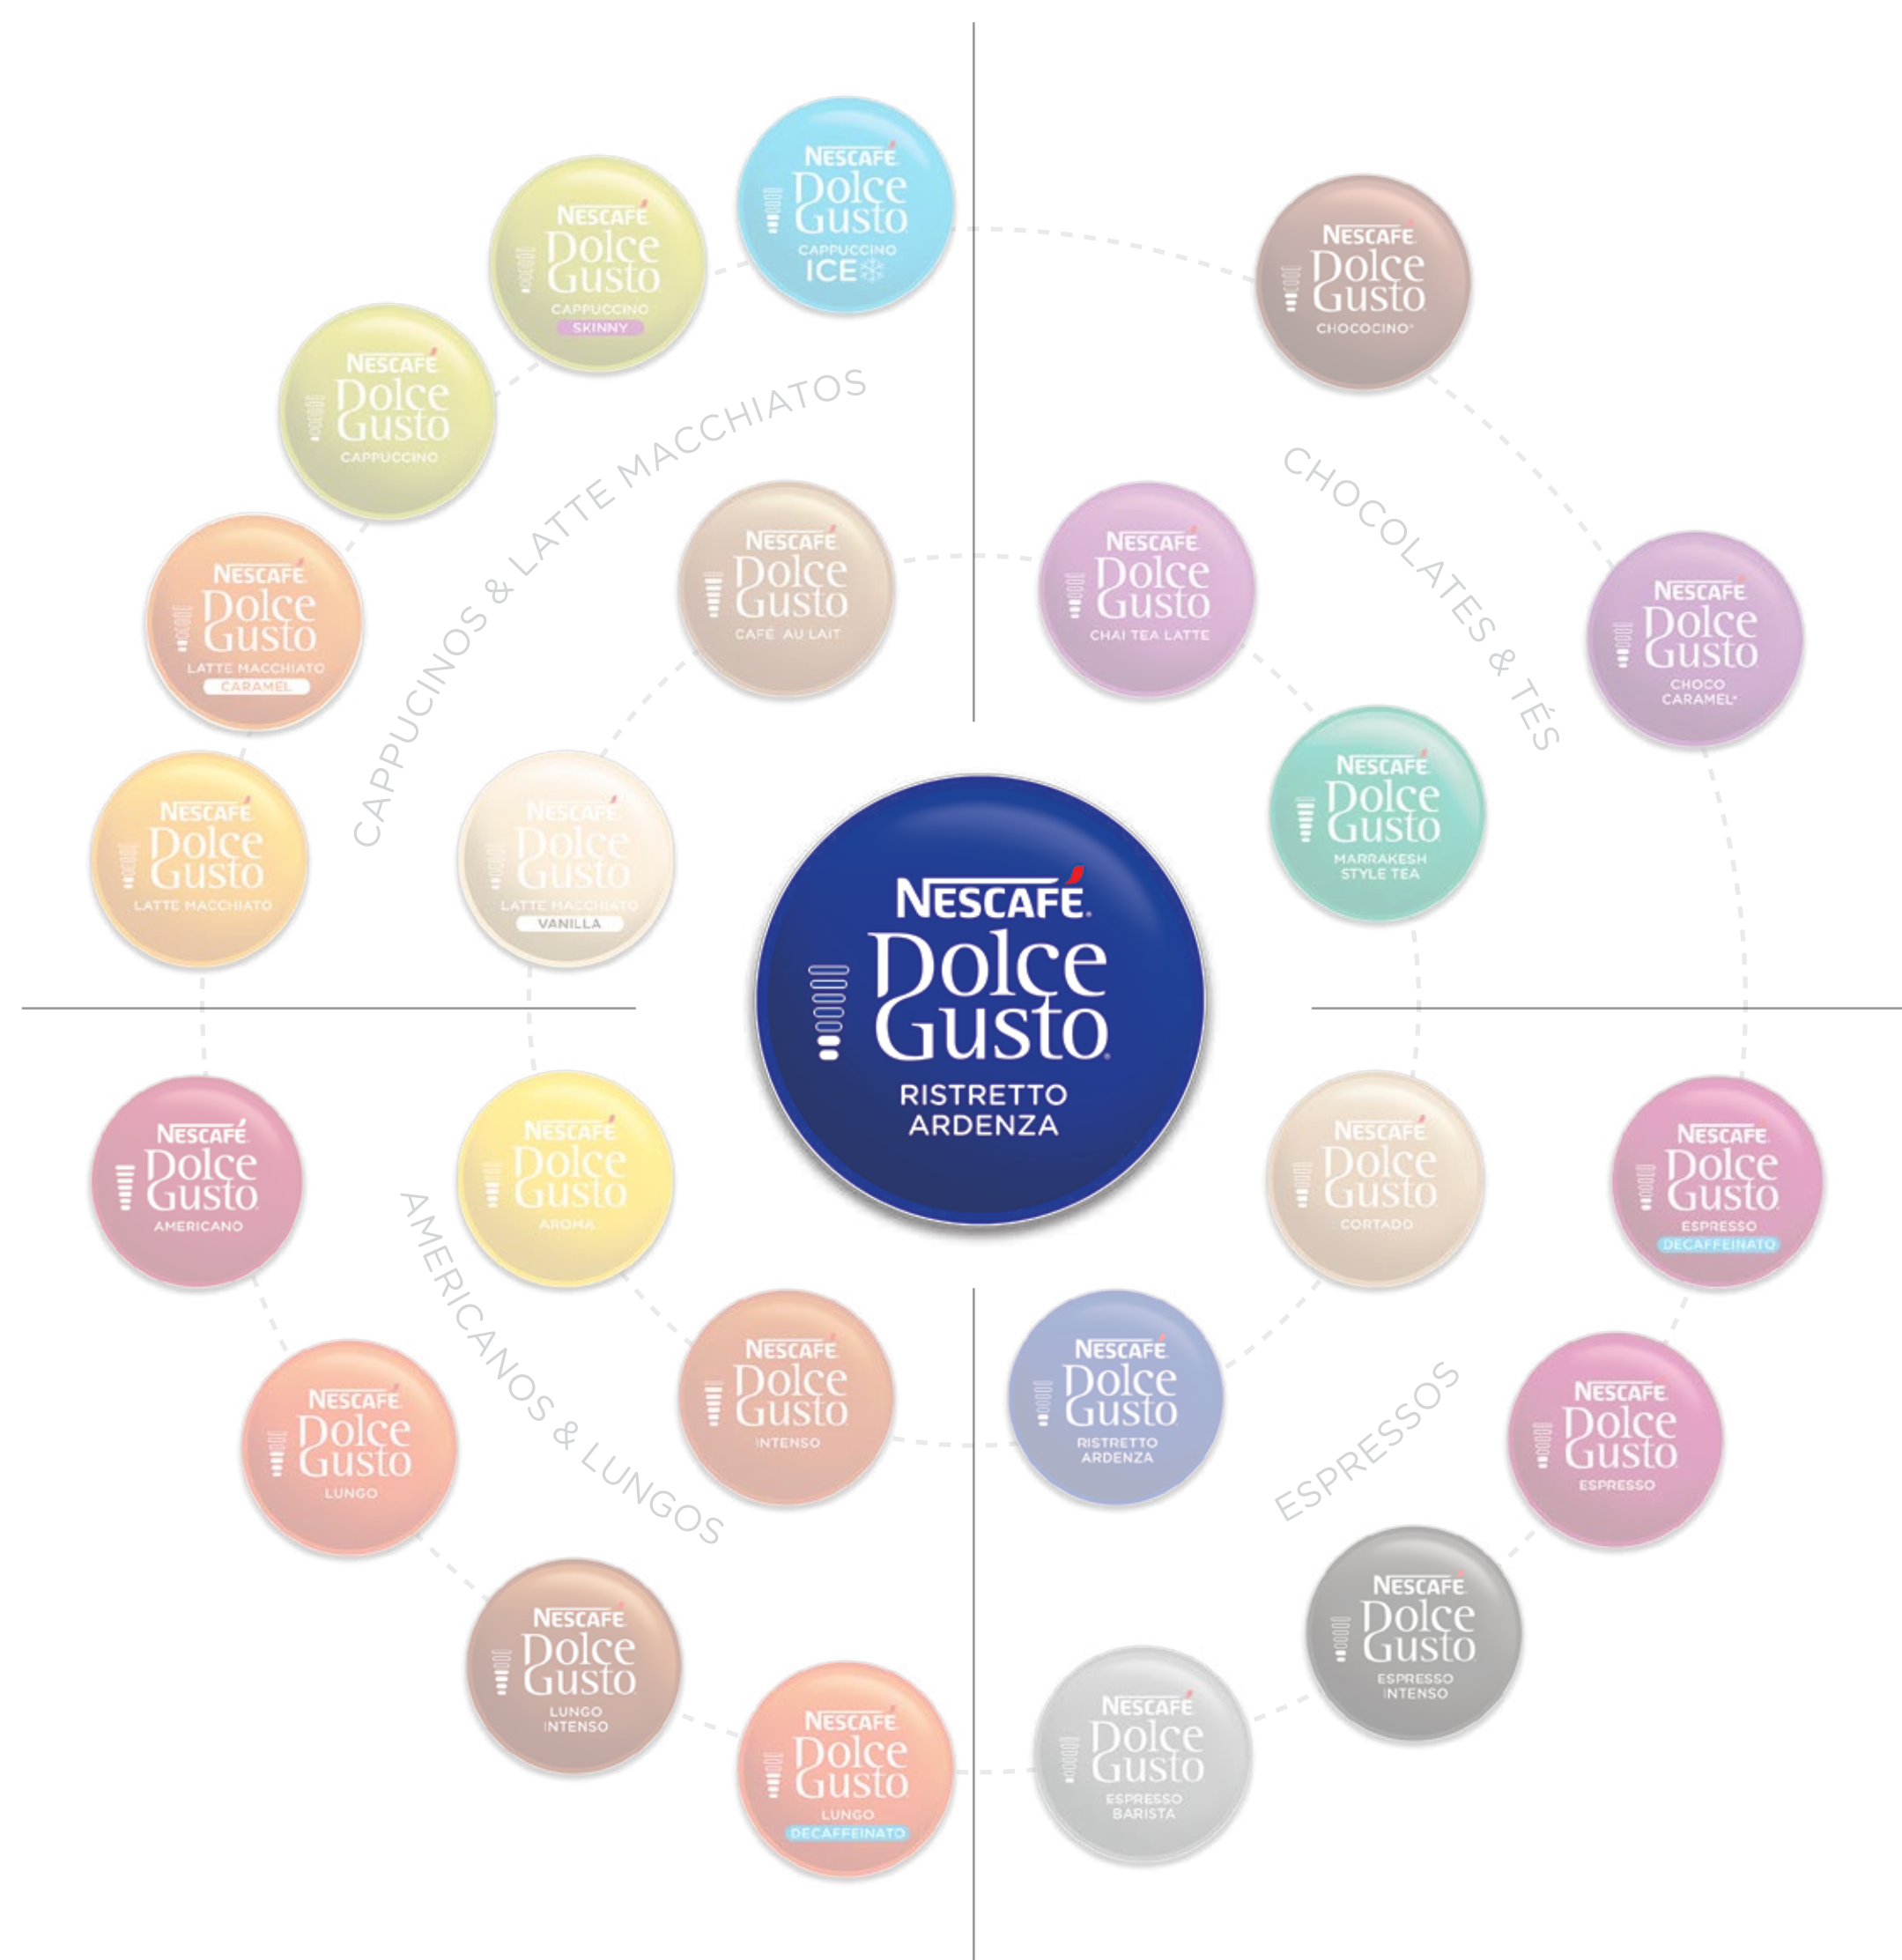 NESCAFÉ
Dolce
Gusto
CAPPUCCINO
ICE
NESCAFÉ
Dolce
Gusto
CAPPUCCINO
SKINNY
NESCAFÉ
Dolce
Gusto
CAPPUCCINO
NESCAFÉ
Dolce
Gusto
LATTE MACCHIATO
CARAMEL
NESCAFÉ
Dolce
Gusto
LATTE MACCHIATO
CAPPUCINOS & LATTE MACCHIATOS
NESCAFÉ
Dolce
Gusto
CAFÉ AU LAIT
NESCAFÉ
Dolce
Gusto
LATTE MACCHIATO
VANILLA
NESCAFÉ
Dolce
Gusto
CHOCOCINO*
CHOCOLATES & TÉS
NESCAFÉ
Dolce
Gusto
CHAI TEA LATTE
NESCAFÉ
Dolce
Gusto
CHOCO
CARAMEL*
NESCAFÉ
Dolce
Gusto
MARRAKESH
STYLE TEA
NESCAFÉ.
Dolce
Gusto
RISTRETTO
ARDENZA
NESCAFÉ
Dolce
Gusto
AMERICANO
NESCAFÉ
Dolce
Gusto
AROMA
AMERICANOS & LUNGOS
NESCAFÉ
Dolce
Gusto
INTENSO
NESCAFÉ
Dolce
Gusto
LUNGO
NESCAFÉ
Dolce
Gusto
LUNGO
INTENSO
NESCAFÉ
Dolce
Gusto
LUNGO
DECAFFEINATO
NESCAFÉ
Dolce
Gusto
CORTADO
NESCAFÉ
Dolce
Gusto
ESPRESSO
DECAFFEINATO
NESCAFÉ
Dolce
Gusto
RISTRETTO
ARDENZA
ESPRESSOS
NESCAFÉ
Dolce
Gusto
ESPRESSO
NESCAFÉ
Dolce
Gusto
ESPRESSO
INTENSO
NESCAFÉ
Dolce
Gusto
ESPRESSO
BARISTA